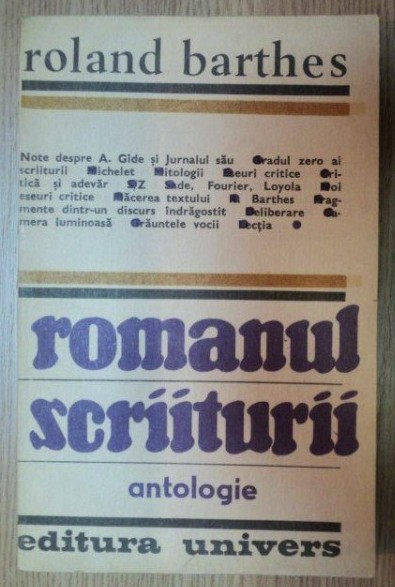 roland barthes
Note despre A. Gide și Jurnalul său Gradul zero al
scriiturii Michelet Mitologii Eseuri critice Cri-
tică și adevăr S/Z Sade, Fourier, Loyola Noi
eseuri critice Plăcerea textului R. Barthes Frag-
mente dintr-un discurs îndrăgostit Deliberare Ca-
mera luminoasă Grăuntele vocii Lecția
romanul
scriiturii
antologie
editura univers